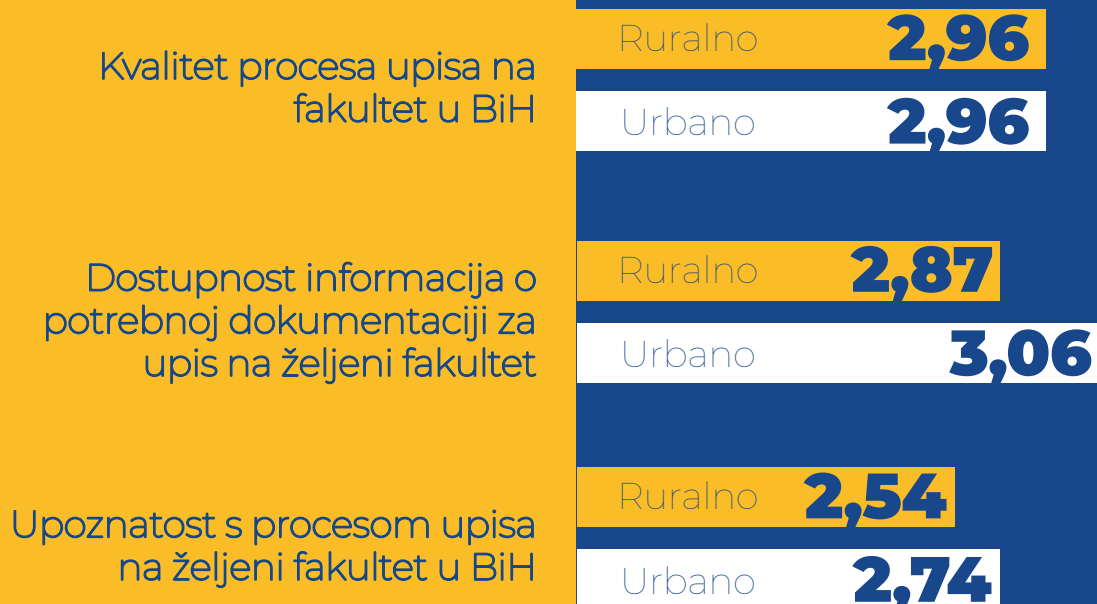 Kvalitet procesa upisa na
fakultet u BiH
Ruralno 2,96
Urbano 2,96
Dostupnost informacija o
potrebnoj dokumentaciji za
upis na željeni fakultet
Ruralno 2,87
Urbano 3,06
Upoznatost s procesom upisa
na željeni fakultet u BiH
Ruralno 2,54
Urbano 2,74